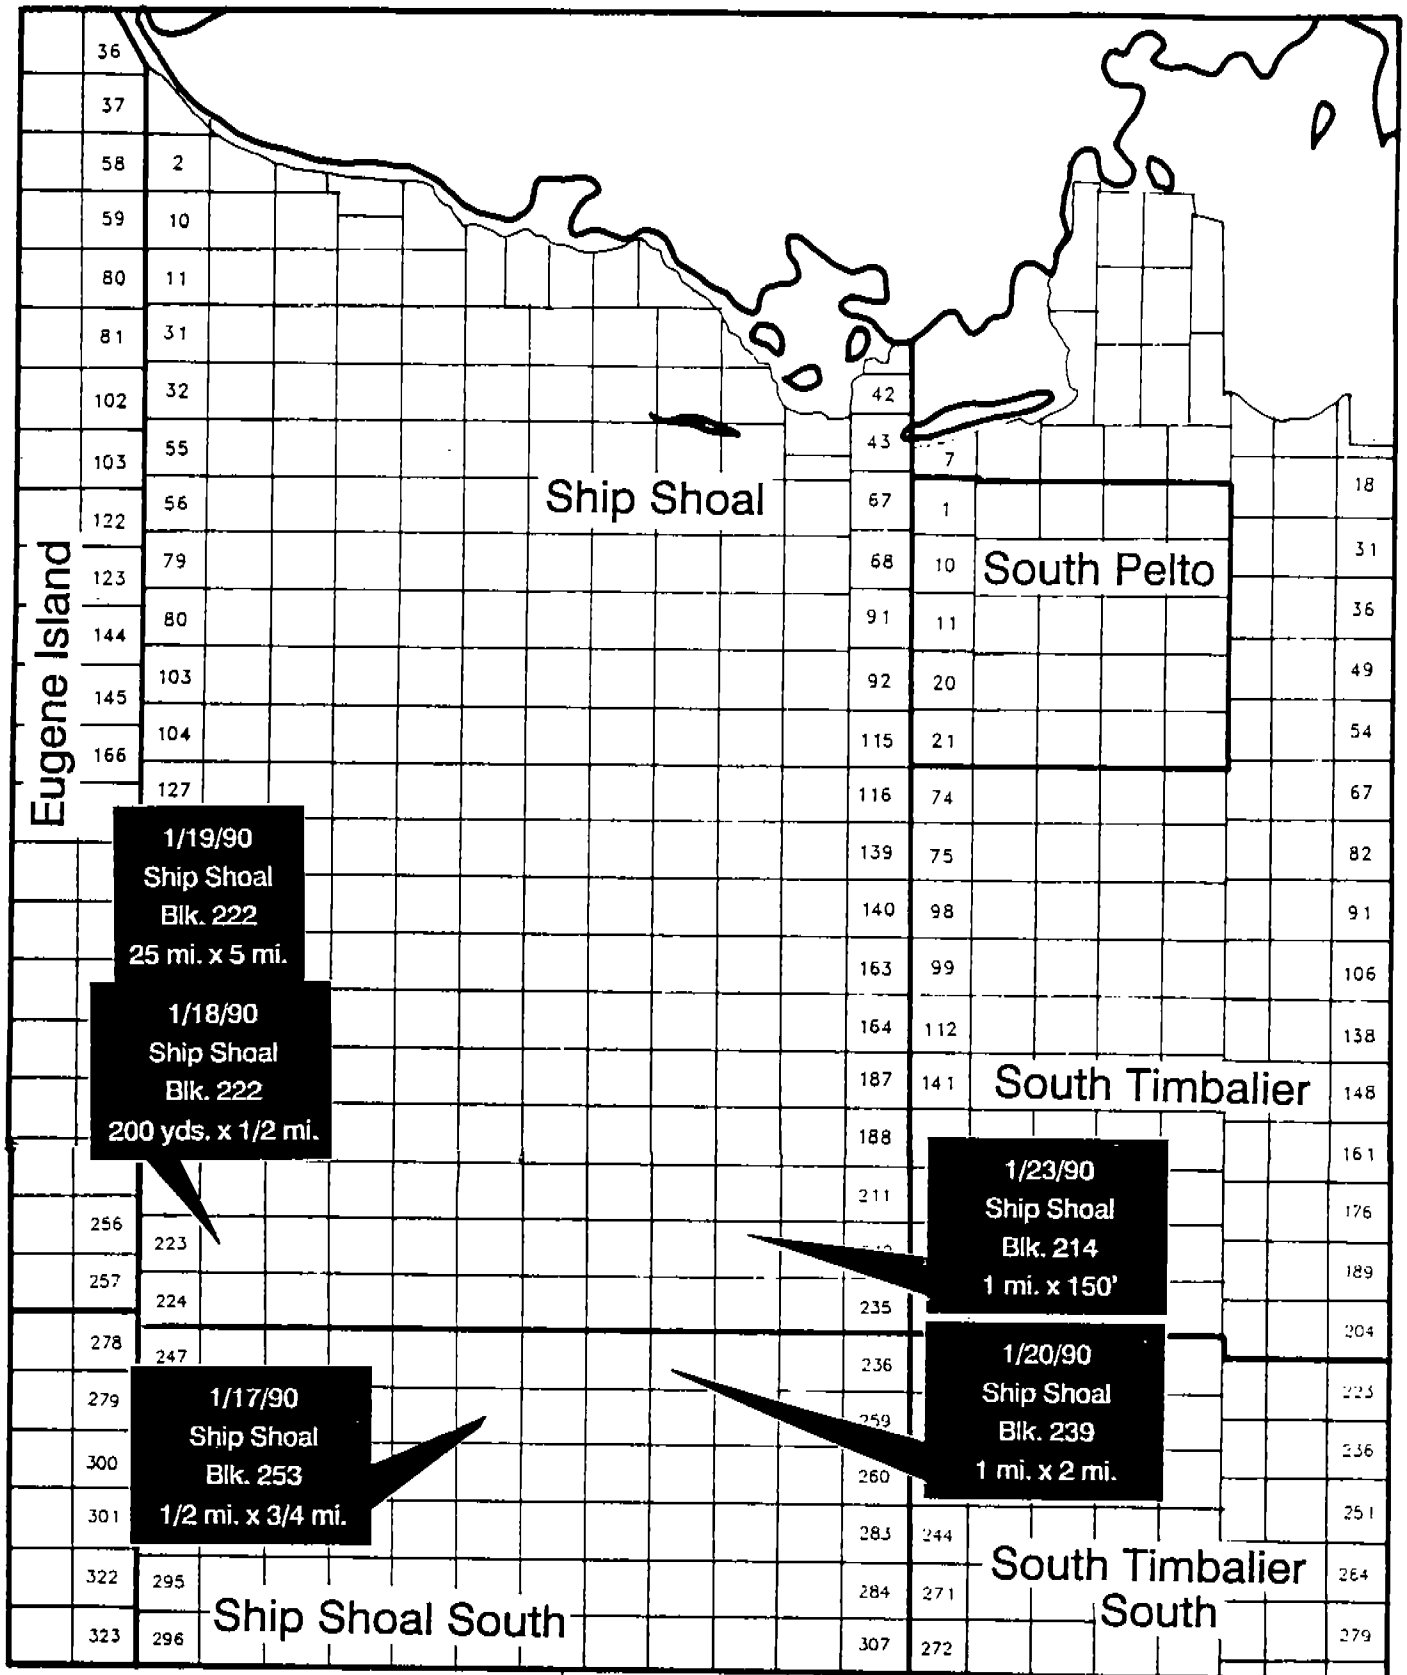 36
37
58 2
59 10
80 11
81 31
102 32 42
103 55 43 7
18
Ship Shoal
56 67 1
122
31
79 68 10 South Pelto
123
Eugene Island
80 91 11 36
144
103 92 20 49
145
104 115 21 54
166
127 116 74 67
1/19/90
Ship Shoal
Blk. 222
25 mi. x 5 mi.
139 75 82
140 98 91
163 99 106
1/18/90
Ship Shoal
Blk. 222
200 yds. x 1/2 mi.
164 112 138
187 141 South Timbalier 148
188 161
1/23/90
Ship Shoal
Blk. 214
1 mi. x 150'
211 176
256 223
257 189
224 235
278 204
247 236
1/20/90
Ship Shoal
Blk. 239
1 mi. x 2 mi.
279 223
1/17/90
Ship Shoal
Blk. 253
1/2 mi. x 3/4 mi.
259
300 260 236
301 251
283 244
South Timbalier
South
322 295 284 271 264
Ship Shoal South
323 296 307 272 279